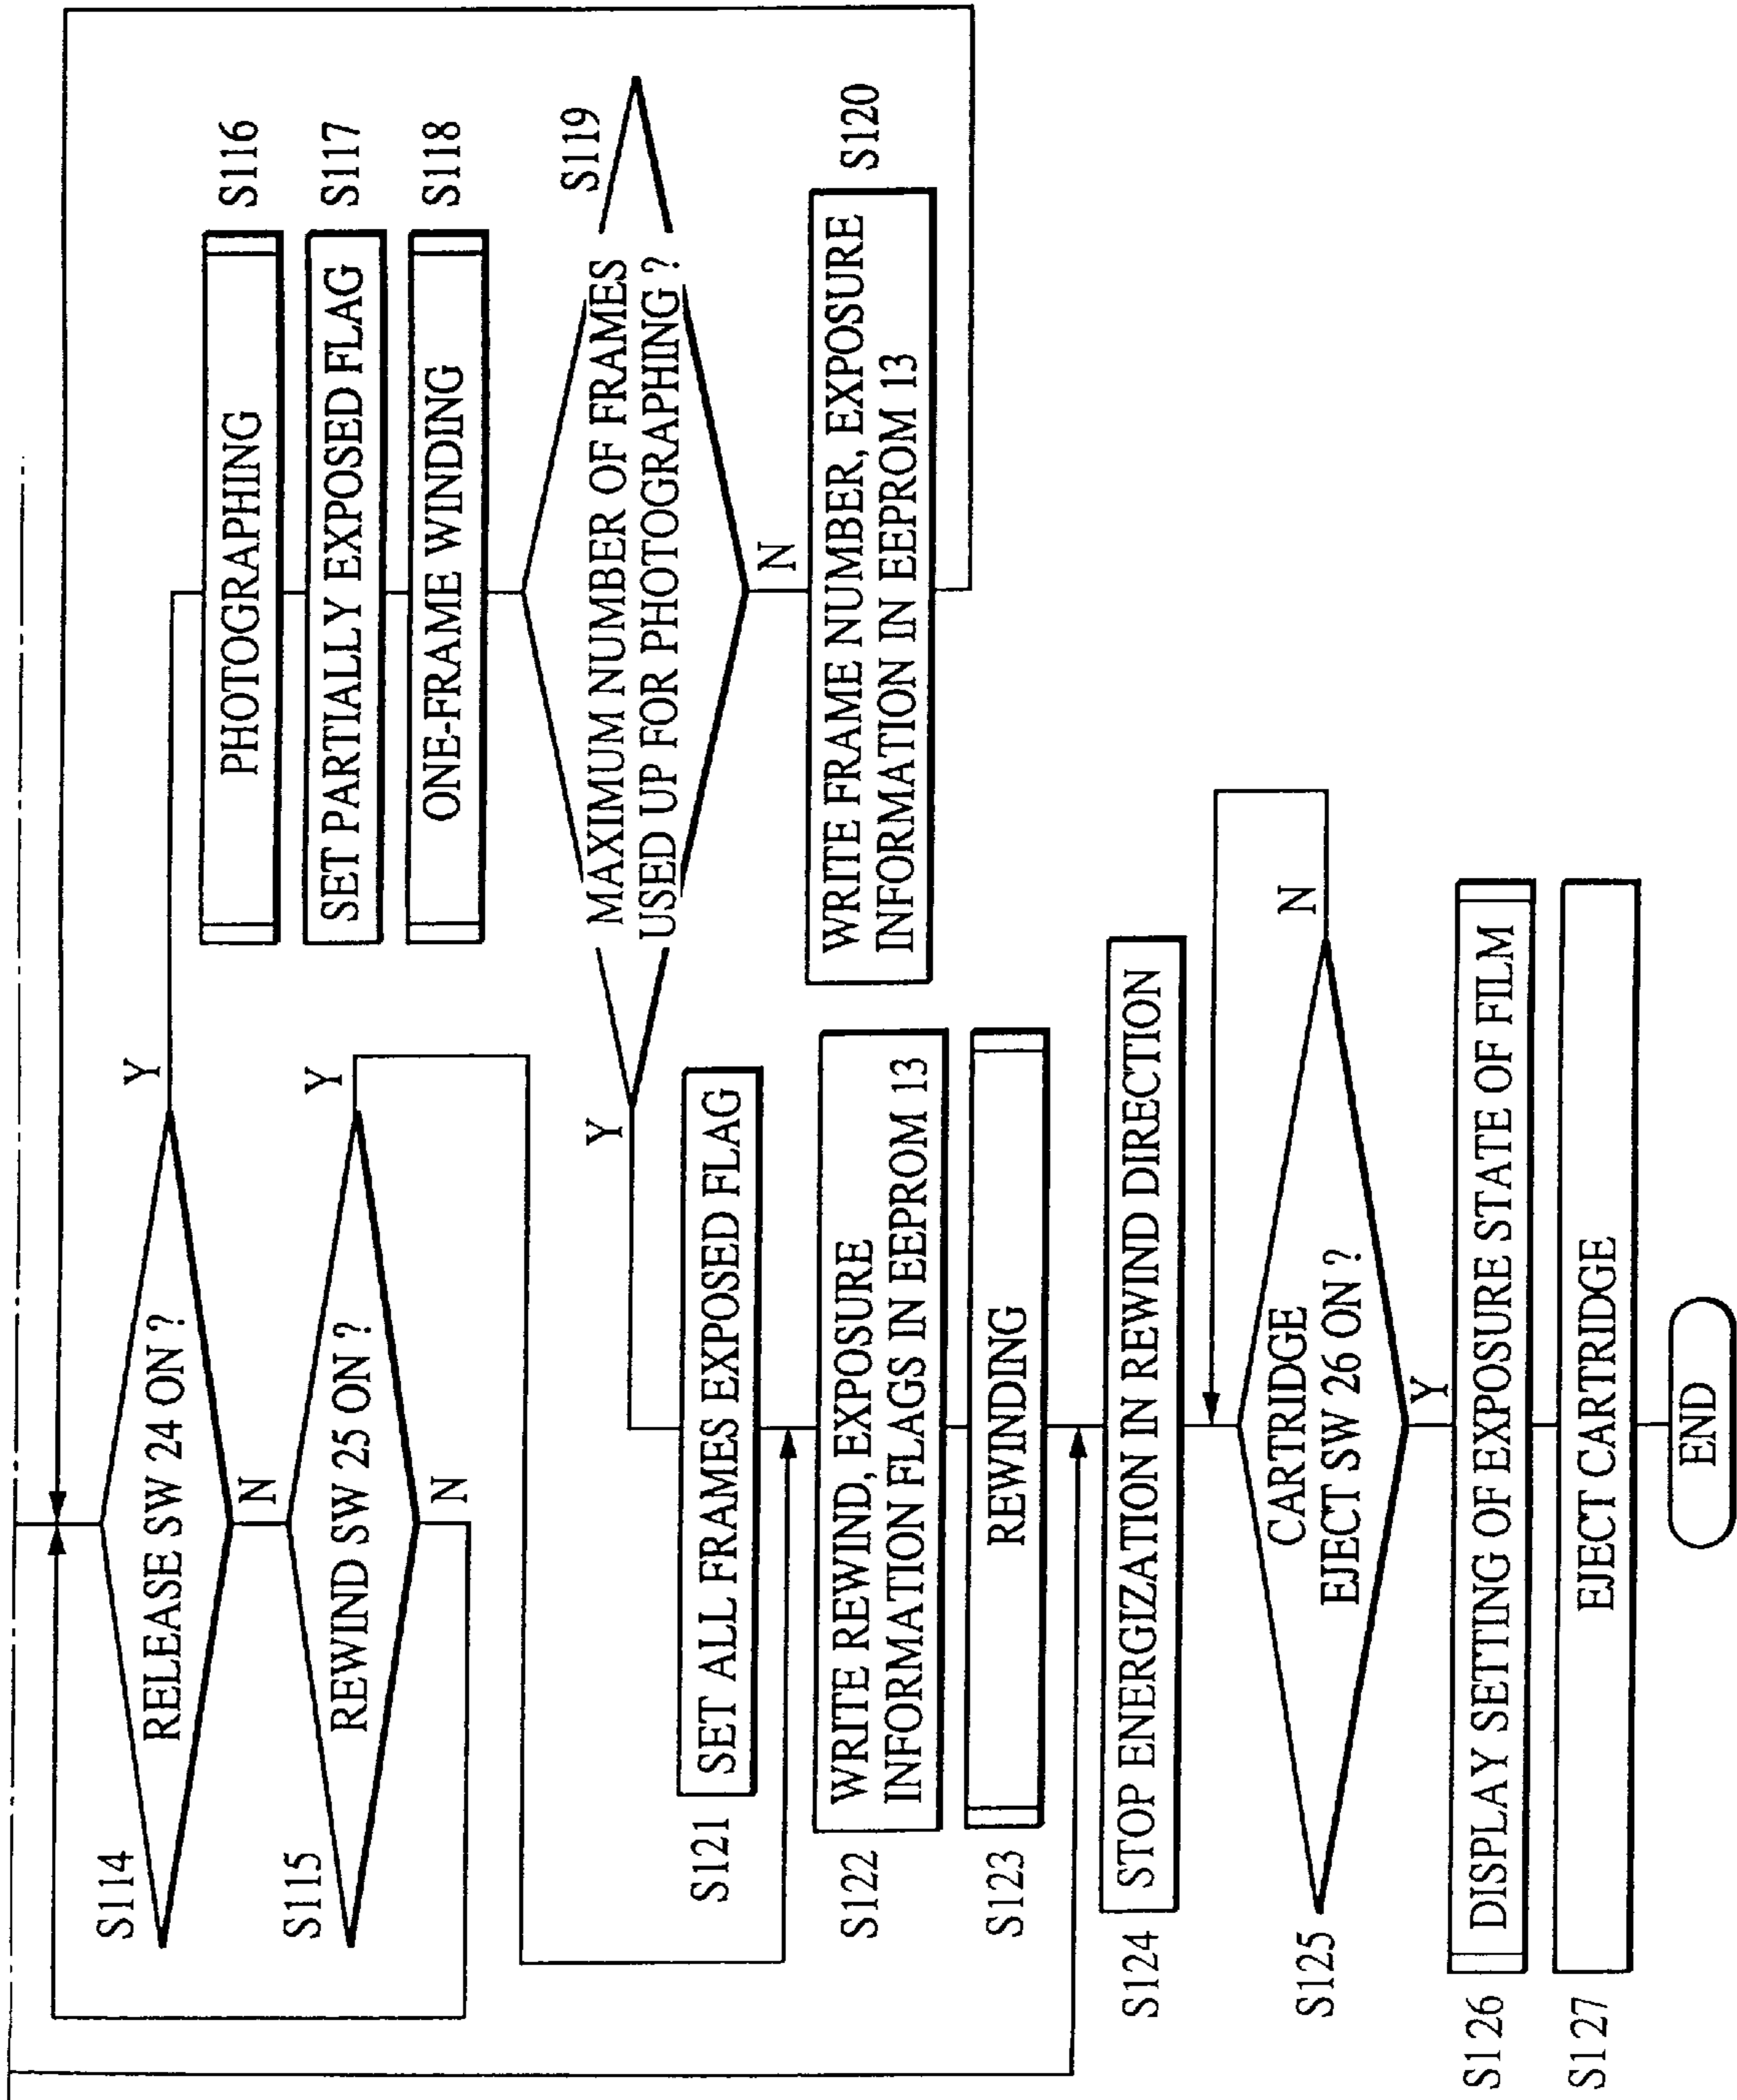 S114
RELEASE SW 24 ON ?
Y
N
S115
REWIND SW 25 ON ?
Y
N
PHOTOGRAPHING
S116
SET PARTIALLY EXPOSED FLAG
S117
ONE-FRAME WINDING
S118
S119
MAXIMUM NUMBER OF FRAMES
USED UP FOR PHOTOGRAPHING ?
Y
N
WRITE FRAME NUMBER, EXPOSURE
INFORMATION IN EEPROM 13
S120
S121
SET ALL FRAMES EXPOSED FLAG
S122
WRITE REWIND, EXPOSURE
INFORMATION FLAGS IN EEPROM 13
S123
REWINDING
S124
STOP ENERGIZATION IN REWIND DIRECTION
S125
CARTRIDGE
EJECT SW 26 ON ?
N
Y
S126
DISPLAY SETTING OF EXPOSURE STATE OF FILM
S127
EJECT CARTRIDGE
END